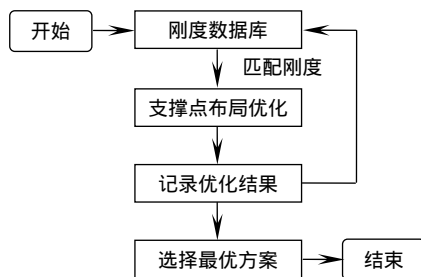 开始
刚度数据库
匹配刚度
支撑点布局优化
记录优化结果
选择最优方案
结束